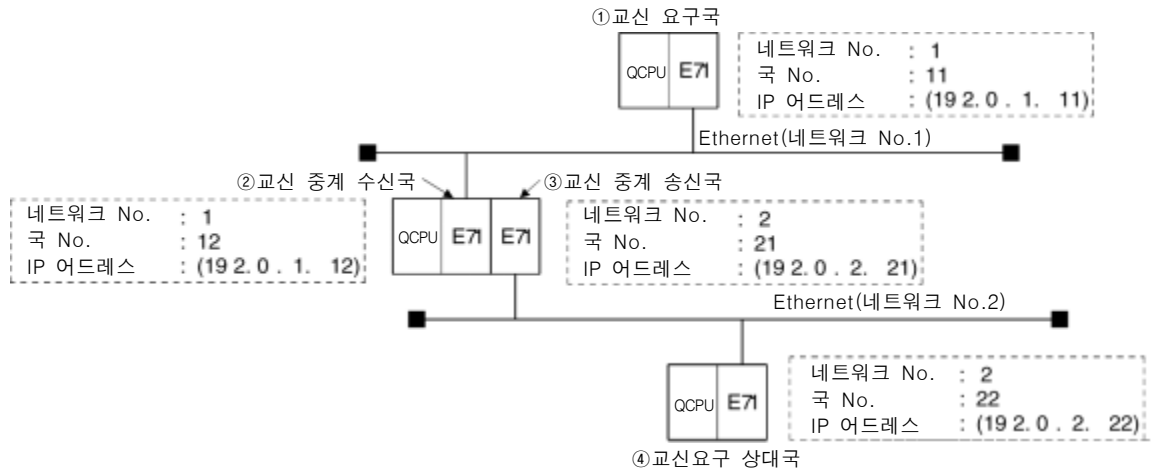 ①교신 요구국
QCPU E71
네트워크 No. : 1
국 No. : 11
IP 어드레스 : (192.0.1. 11)
Ethernet(네트워크 No.1)
②교신 중계 수신국
③교신 중계 송신국
네트워크 No. : 1
국 No. : 12
IP 어드레스 : (192.0.1. 12)
QCPU E71 E71
네트워크 No. : 2
국 No. : 21
IP 어드레스 : (192.0.2. 21)
Ethernet(네트워크 No.2)
QCPU E71
네트워크 No. : 2
국 No. : 22
IP 어드레스 : (192.0.2. 22)
④교신요구 상대국